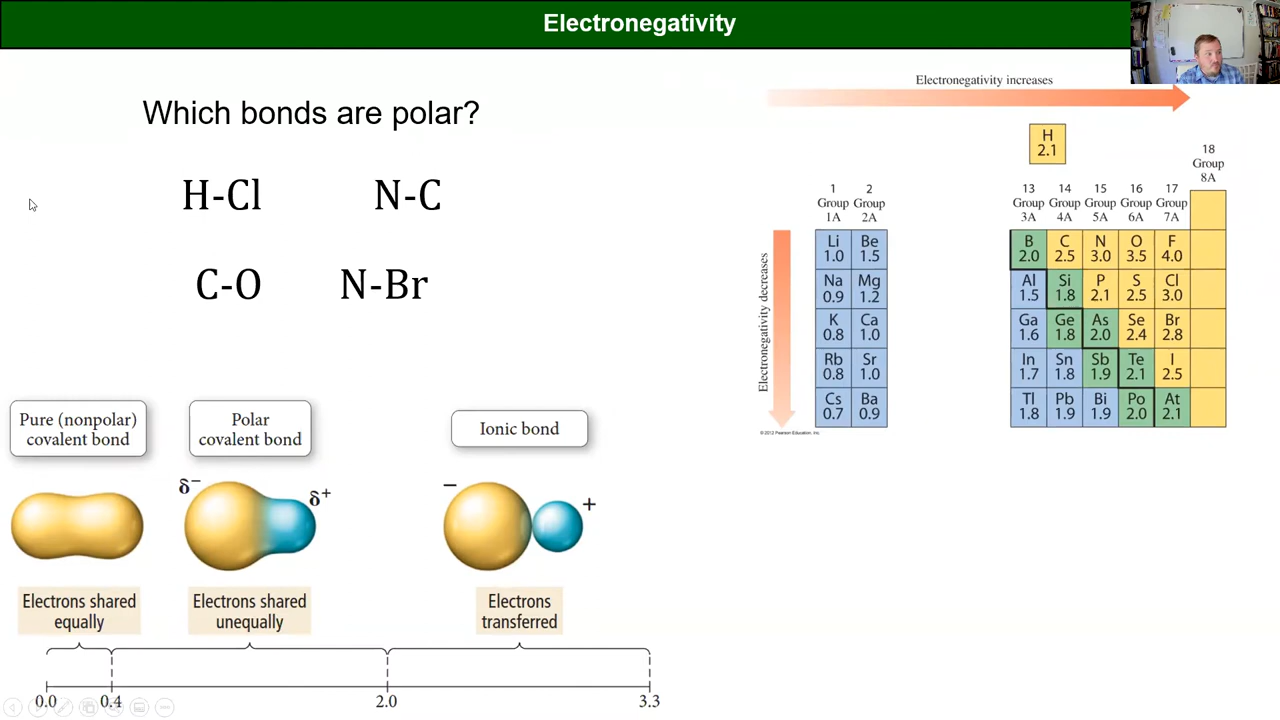 Electronegativity
Which bonds are polar?
H-Cl N-C
C-O N-Br
Electronegativity increases
Electronegativity decreases
H
2.1
18
Group
8A
1 2 13 14 15 16 17
Group Group Group Group Group Group Group
1A 2A 3A 4A 5A 6A 7A
Li Be B C N O F
1.0 1.5 2.0 2.5 3.0 3.5 4.0
Na Mg Al Si P S Cl
0.9 1.2 1.5 1.8 2.1 2.5 3.0
K Ca Ga Ge As Se Br
0.8 1.0 1.6 1.8 2.0 2.4 2.8
Rb Sr In Sn Sb Te I
0.8 1.0 1.7 1.8 1.9 2.1 2.5
Cs Ba Tl Pb Bi Po At
0.7 0.9 1.8 1.9 1.9 2.0 2.1
© 2012 Pearson Education, Inc.
Pure (nonpolar)
covalent bond
Polar
covalent bond
Ionic bond
δ− δ+ − +
Electrons shared
equally
Electrons shared
unequally
Electrons
transferred
0.0 0.4 2.0 3.3